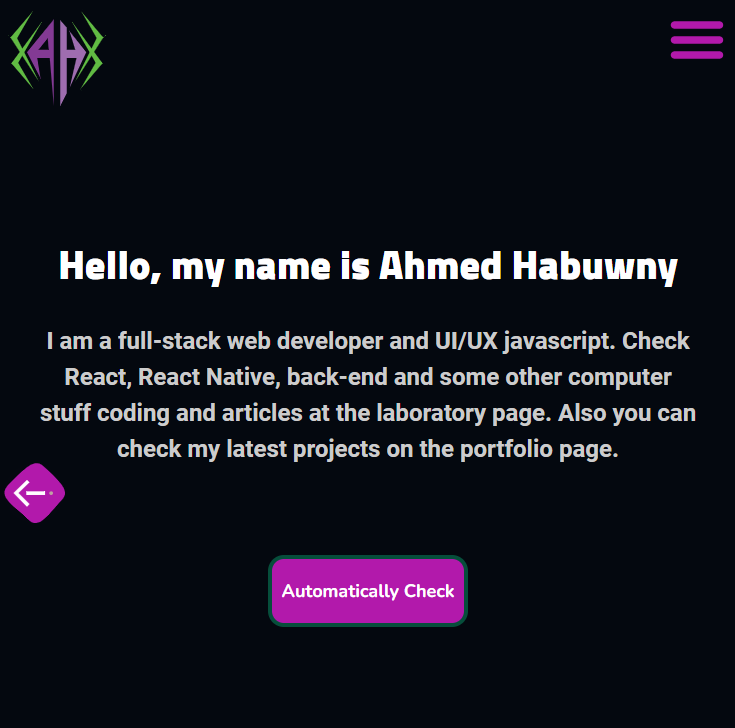 AH
Hello, my name is Ahmed Habuwny
I am a full-stack web developer and UI/UX javascript. Check
React, React Native, back-end and some other computer
stuff coding and articles at the laboratory page. Also you can
check my latest projects on the portfolio page.
Automatically Check